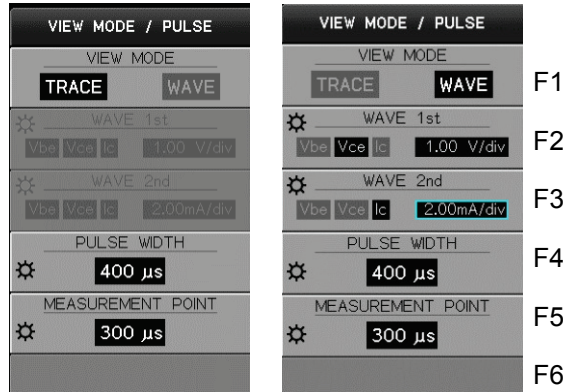 VIEW MODE / PULSE
VIEW MODE
TRACE WAVE
WAVE 1st
Vbe Vce Ic 1.00 V/div
WAVE 2nd
Vbe Vce Ic 2.00mA/div
PULSE WIDTH
400 µs
MEASUREMENT POINT
300 µs
VIEW MODE / PULSE
VIEW MODE
TRACE WAVE
WAVE 1st
Vbe Vce Ic 1.00 V/div
WAVE 2nd
Vbe Vce Ic 2.00mA/div
PULSE WIDTH
400 µs
MEASUREMENT POINT
300 µs
F1
F2
F3
F4
F5
F6